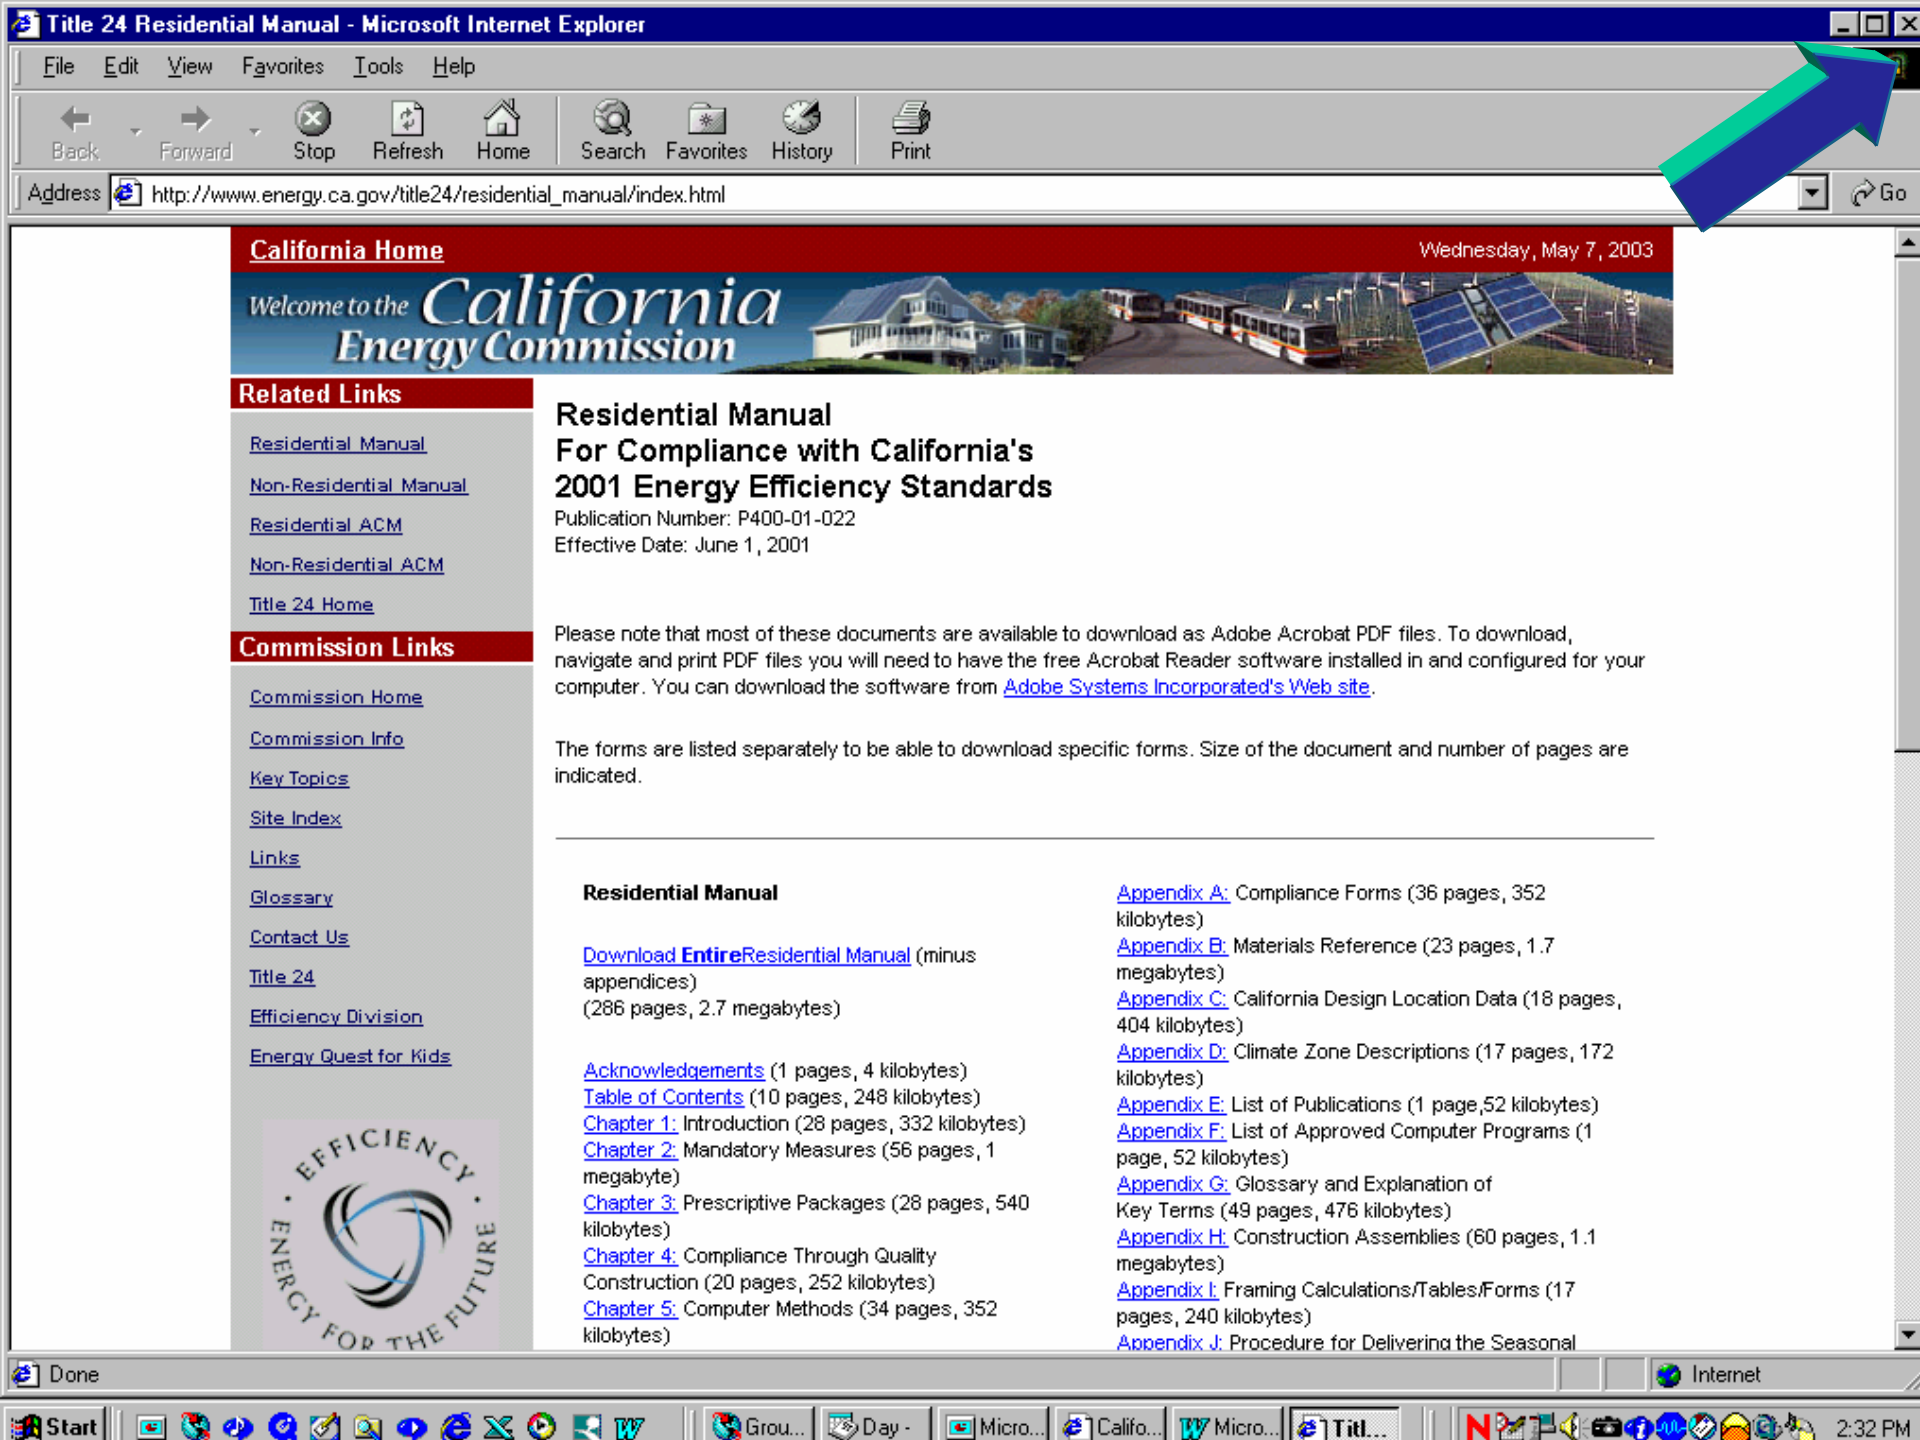 Title 24 Residential Manual - Microsoft Internet Explorer
File Edit View Favorites Tools Help
Back Forward Stop Refresh Home Search Favorites History Print
Address http://www.energy.ca.gov/title24/residential_manual/index.html Go
California Home Wednesday, May 7, 2003
Welcome to the California
Energy Commission
Related Links
Residential Manual
Non-Residential Manual
Residential ACM
Non-Residential ACM
Title 24 Home
Commission Links
Commission Home
Commission Info
Key Topics
Site Index
Links
Glossary
Contact Us
Title 24
Efficiency Division
Energy Quest for Kids
EFFICIENCY · ENERGY FOR THE FUTURE ·
Residential Manual
For Compliance with California's
2001 Energy Efficiency Standards
Publication Number: P400-01-022
Effective Date: June 1, 2001
Please note that most of these documents are available to download as Adobe Acrobat PDF files. To download,
navigate and print PDF files you will need to have the free Acrobat Reader software installed in and configured for your
computer. You can download the software from Adobe Systems Incorporated's Web site.
The forms are listed separately to be able to download specific forms. Size of the document and number of pages are
indicated.
Residential Manual
Download EntireResidential Manual (minus
appendices)
(286 pages, 2.7 megabytes)
Acknowledgements (1 pages, 4 kilobytes)
Table of Contents (10 pages, 248 kilobytes)
Chapter 1: Introduction (28 pages, 332 kilobytes)
Chapter 2: Mandatory Measures (56 pages, 1
megabyte)
Chapter 3: Prescriptive Packages (28 pages, 540
kilobytes)
Chapter 4: Compliance Through Quality
Construction (20 pages, 252 kilobytes)
Chapter 5: Computer Methods (34 pages, 352
kilobytes)
Appendix A: Compliance Forms (36 pages, 352
kilobytes)
Appendix B: Materials Reference (23 pages, 1.7
megabytes)
Appendix C: California Design Location Data (18 pages,
404 kilobytes)
Appendix D: Climate Zone Descriptions (17 pages, 172
kilobytes)
Appendix E: List of Publications (1 page,52 kilobytes)
Appendix F: List of Approved Computer Programs (1
page, 52 kilobytes)
Appendix G: Glossary and Explanation of
Key Terms (49 pages, 476 kilobytes)
Appendix H: Construction Assemblies (60 pages, 1.1
megabytes)
Appendix I: Framing Calculations/Tables/Forms (17
pages, 240 kilobytes)
Appendix J: Procedure for Delivering the Seasonal
Done Internet
Start Grou... Day - Micro... Califo... Micro... Titl... 2:32 PM